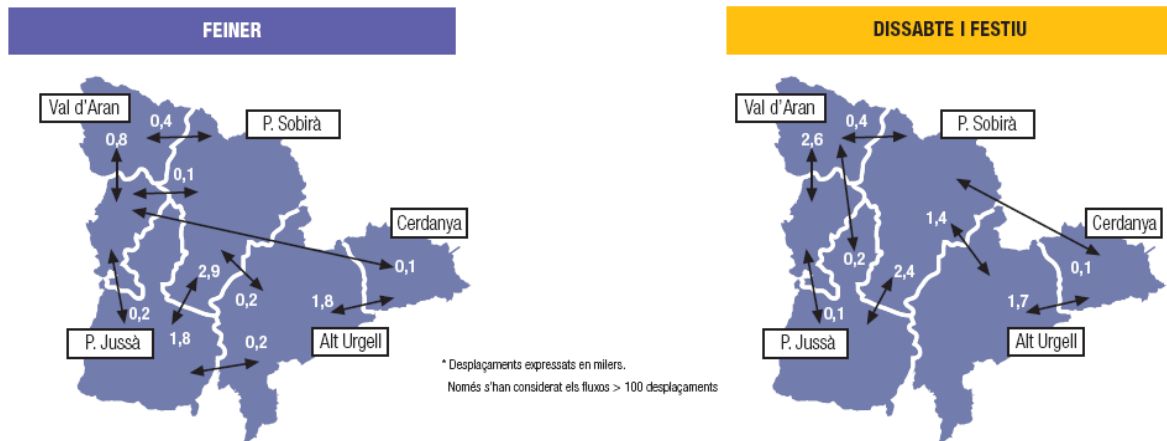 FEINER
Val d'Aran
0,4
P. Sobirà
0,8
0,1
Cerdanya
2,9
0,1
0,2
1,8
0,2
P. Jussà
1,8
0,2
Alt Urgell
* Desplaçaments expressats en milers.
Només s'han considrat els fluxos > 100 desplaçaments
DISSABTE I FESTIU
Val d'Aran
0,4
P. Sobirà
2,6
1,4
Cerdanya
0,2
2,4
0,1
1,7
0,1
P. Jussà
Alt Urgell